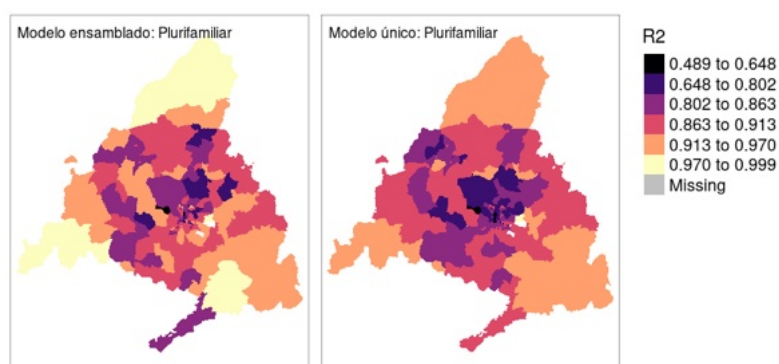 Modelo ensamblado: Plurifamiliar
Modelo único: Plurifamiliar
R2
0.489 to 0.648
0.648 to 0.802
0.802 to 0.863
0.863 to 0.913
0.913 to 0.970
0.970 to 0.999
Missing